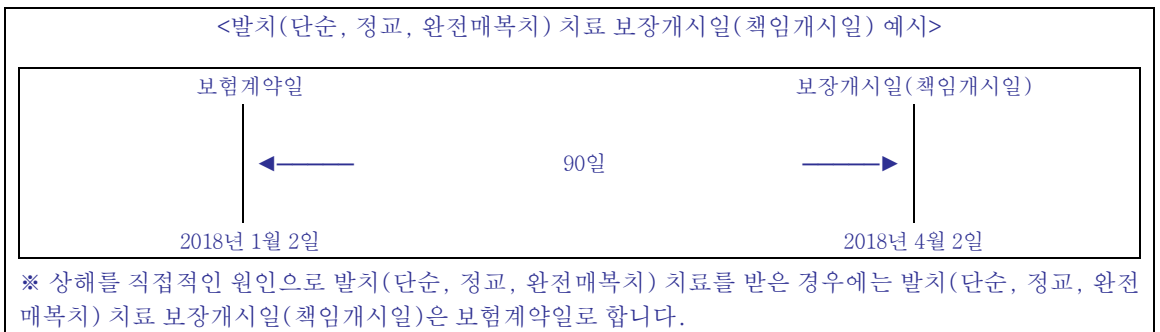 <발치(단순, 정교, 완전매복치) 치료 보장개시일(책임개시일) 예시>
보험계약일 보장개시일(책임개시일)
90일
2018년 1월 2일 2018년 4월 2일
※ 상해를 직접적인 원인으로 발치(단순, 정교, 완전매복치) 치료를 받은 경우에는 발치(단순, 정교, 완전
매복치) 치료 보장개시일(책임개시일)은 보험계약일로 합니다.